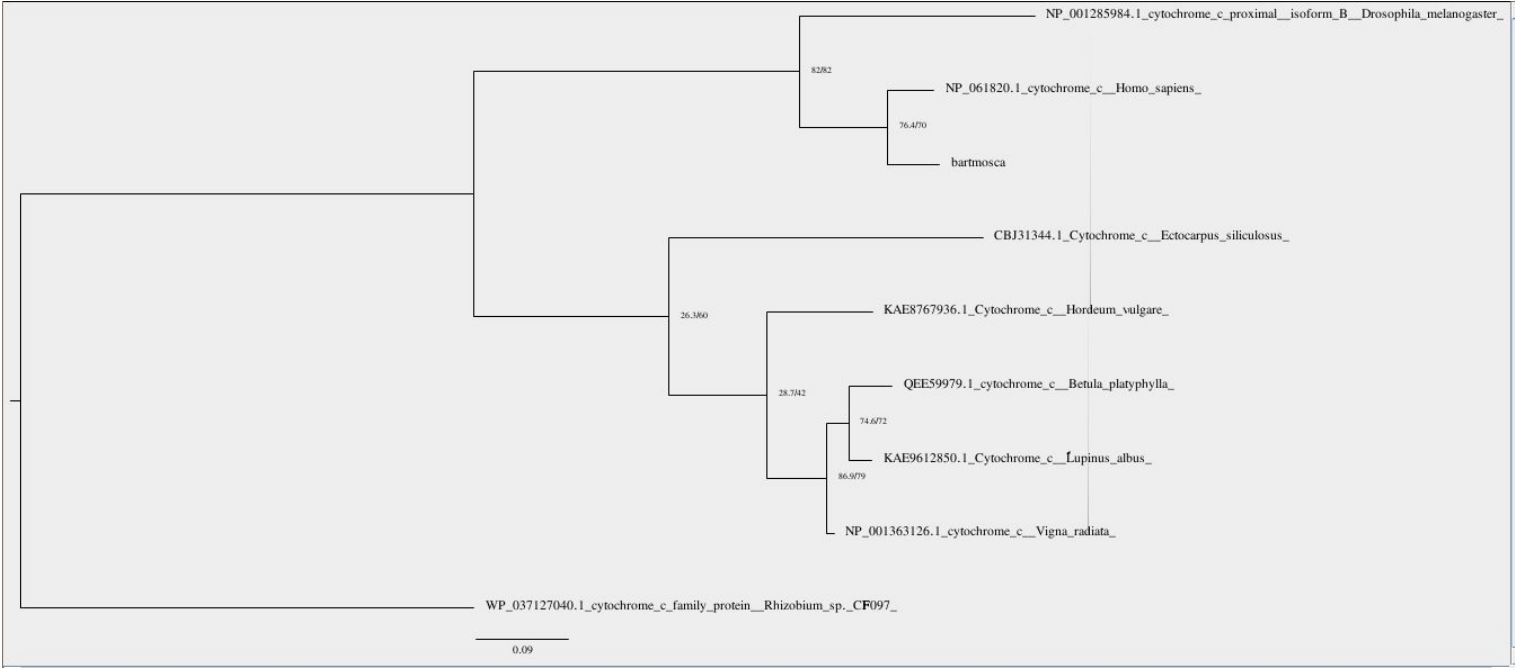 NP_001285984.1_cytochrome_c_proximal__isoform_B__Drosophila_melanogaster_
82/82
NP_061820.1_cytochrome_c__Homo_sapiens_
76.4/70
bartmosca
CBJ31344.1_Cytochrome_c__Ectocarpus_siliculosus_
KAE8767936.1_Cytochrome_c__Hordeum_vulgare_
26.3/60
QEE59979.1_cytochrome_c__Betula_platyphylla_
28.7/42
74.6/72
KAE9612850.1_Cytochrome_c__Lupinus_albus_
86.9/79
NP_001363126.1_cytochrome_c__Vigna_radiata_
WP_037127040.1_cytochrome_c_family_protein__Rhizobium_sp._CF097_
0.09